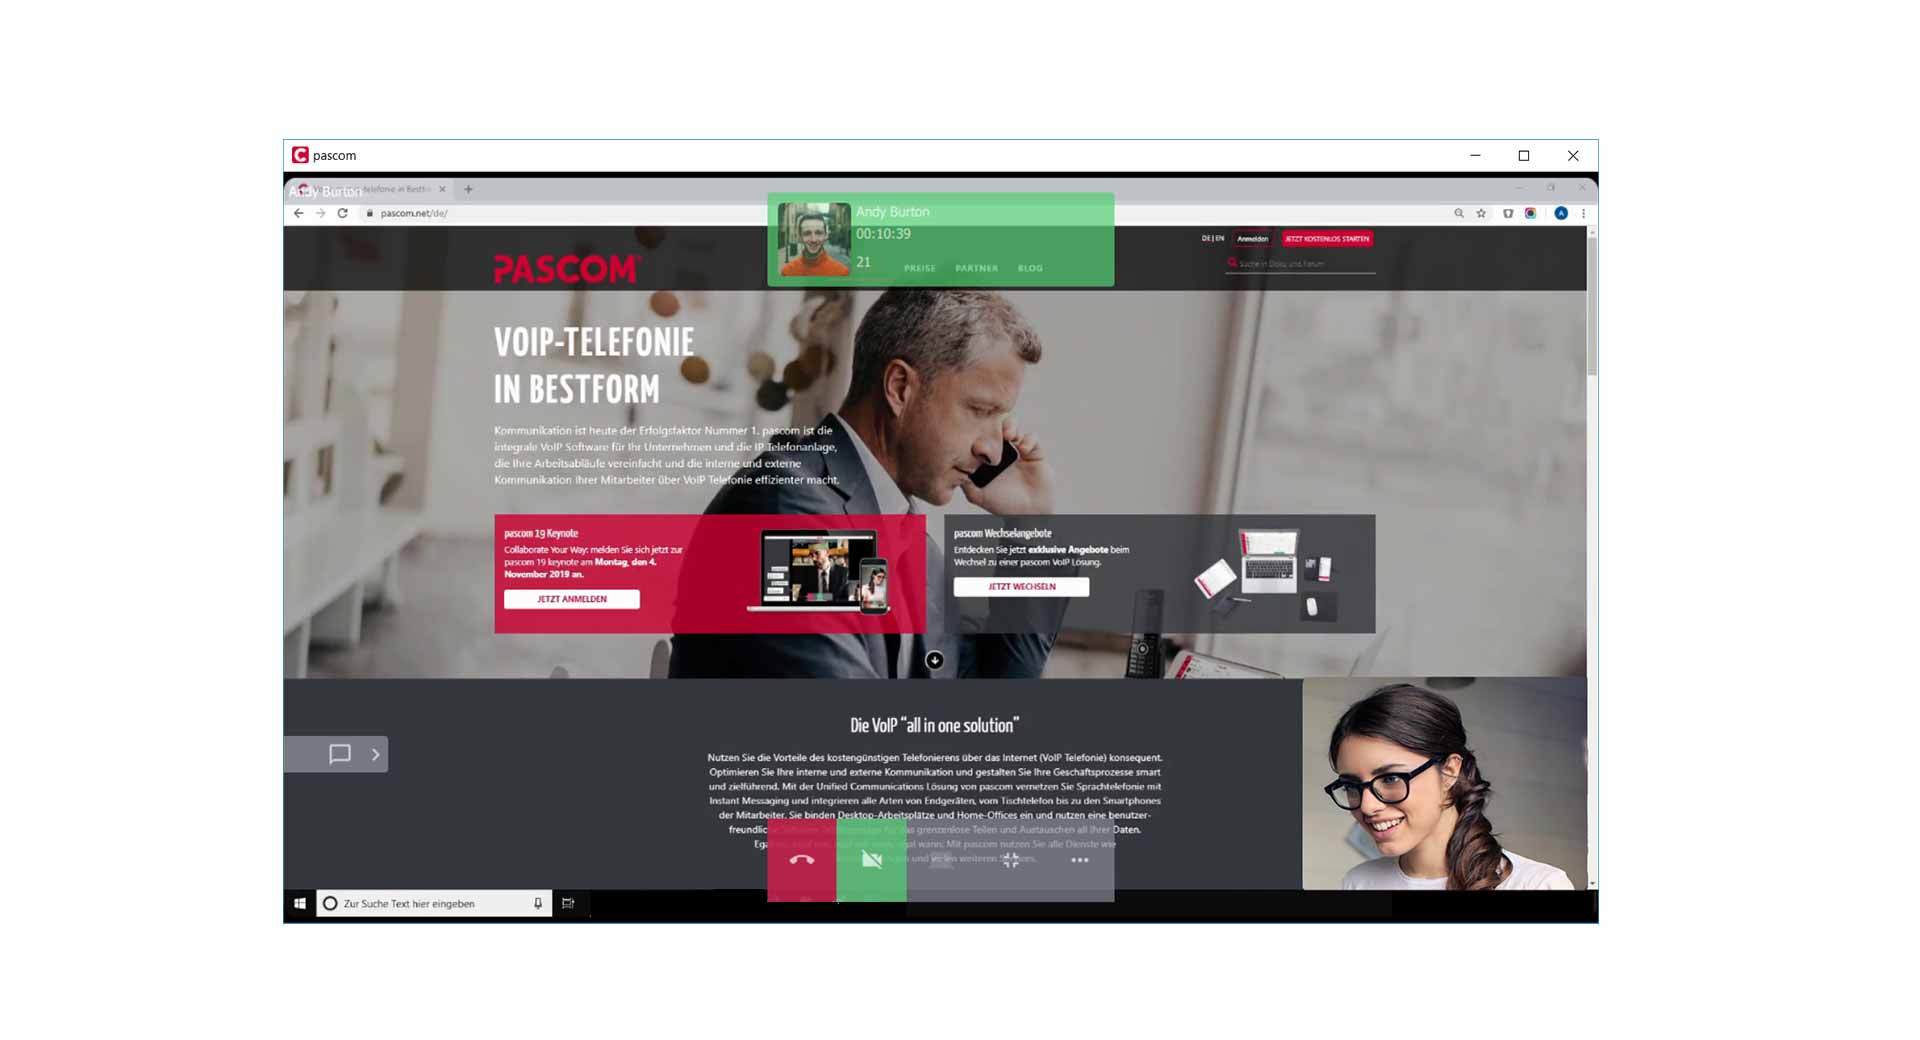 pascom
Andy Burton
pascom.net/de/
Andy Burton
00:10:39
21
PREISE PARTNER BLOG
DE|EN Anmelden JETZT KOSTENLOS STARTEN
Suche in Doku und Forum
PASCOM
VOIP-TELEFONIE
IN BESTFORM
Kommunikation ist heute der Erfolgsfaktor Nummer 1. pascom ist die
integrale VoIP Software für Ihr Unternehmen und die IP Telefonanlage,
die Ihre Arbeitsabläufe vereinfacht und die interne und externe
Kommunikation Ihrer Mitarbeiter über VoIP Telefonie effizienter macht.
pascom 19 Keynote
Collaborate Your Way: melden Sie sich jetzt zur
pascom 19 keynote am Montag, den 4.
November 2019 an.
JETZT ANMELDEN
pascom Wechselangebote
Entdecken Sie jetzt exklusive Angebote beim
Wechsel zu einer pascom VoIP Lösung.
JETZT WECHSELN
Die VoIP “all in one solution”
Nutzen Sie die Vorteile des kostengünstigen Telefonierens über das Internet (VoIP Telefonie) konsequent.
Optimieren Sie Ihre interne und externe Kommunikation und gestalten Sie Ihre Geschäftsprozesse smart
und zielführend. Mit der Unified Communications Lösung von pascom vernetzen Sie Sprachtelefonie mit
Instant Messaging und integrieren alle Arten von Endgeräten, vom Tischtelefon bis zu den Smartphones
der Mitarbeiter. Sie binden Desktop-Arbeitsplätze und Home-Offices ein und nutzen eine benutzer-
das grenzenlose Teilen und Austauschen all Ihrer Daten.
wann. Mit pascom nutzen Sie alle Dienste wie
und vielen weiteren
Zur Suche Text hier eingeben